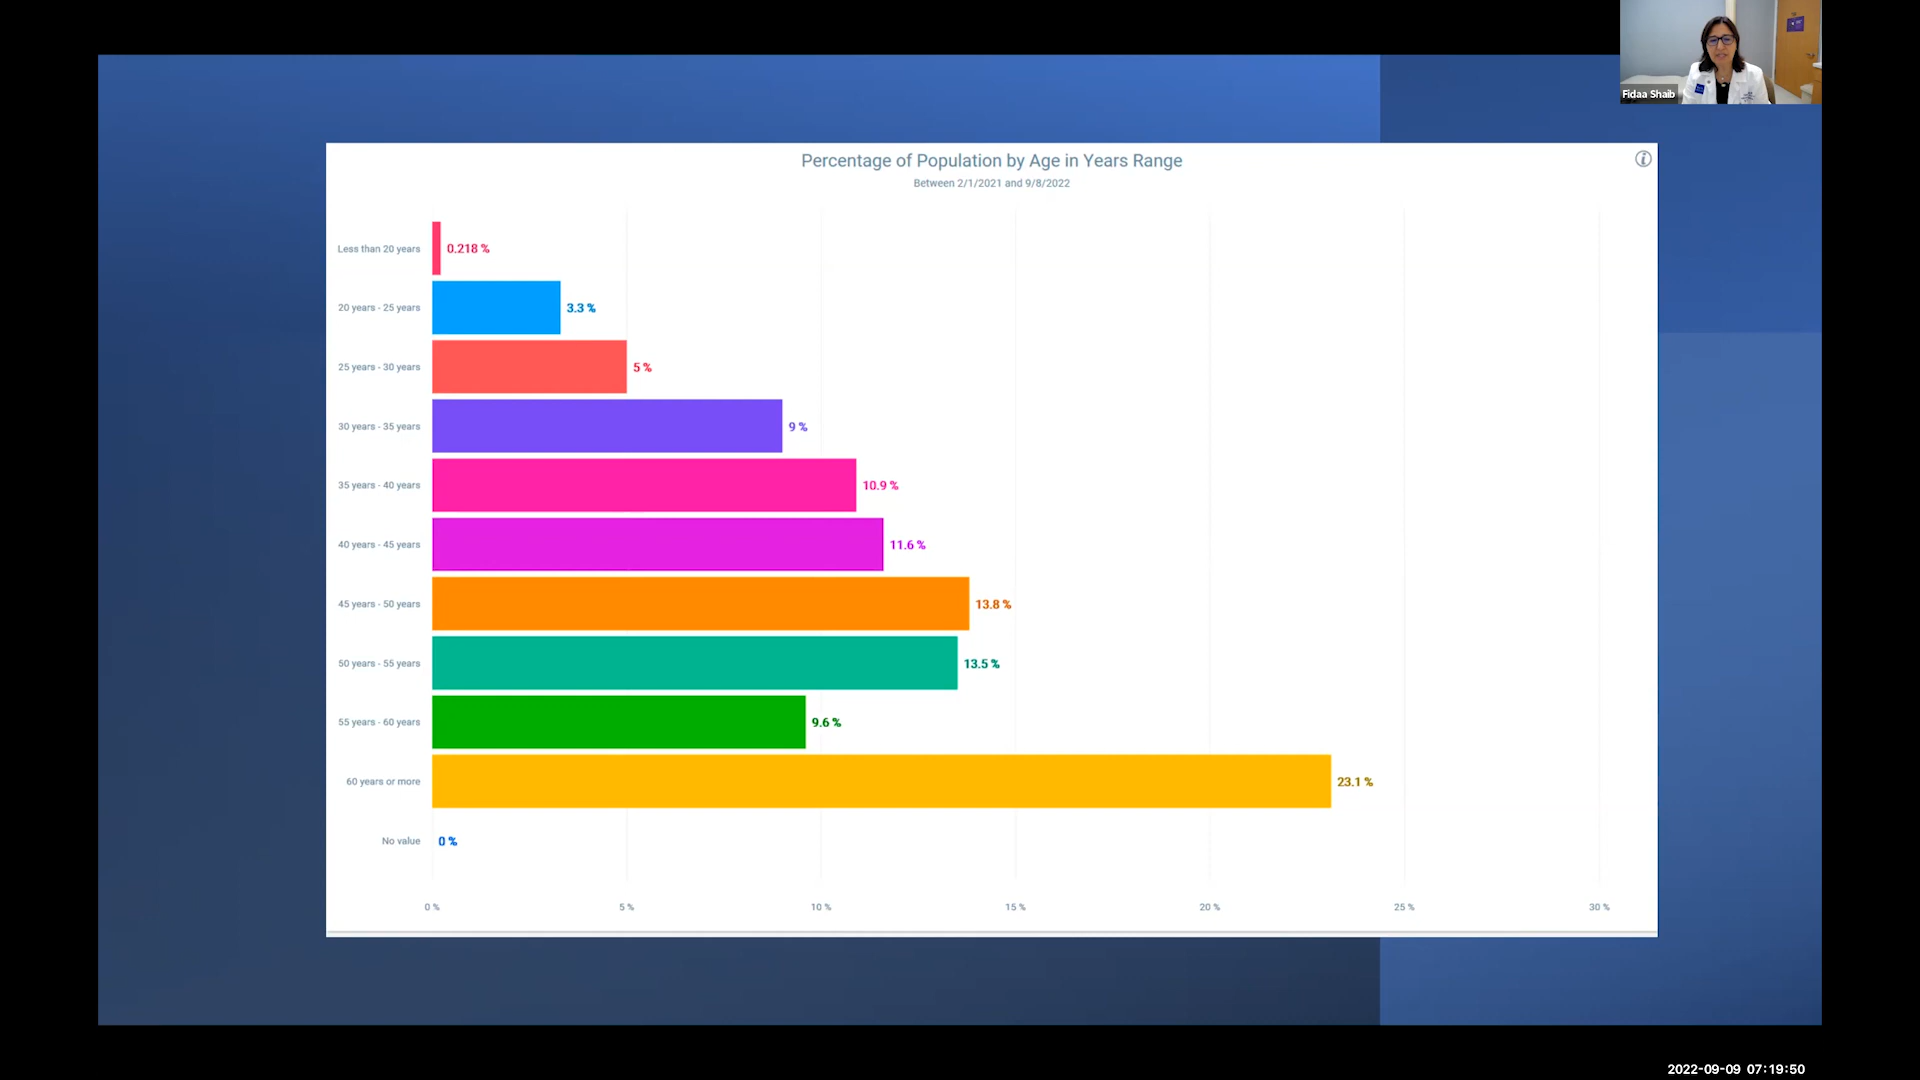 Fidaa Shaib
Percentage of Population by Age in Years Range
Between 2/1/2021 and 9/8/2022
Less than 20 years 0.218 %
20 years - 25 years 3.3 %
25 years - 30 years 5 %
30 years - 35 years 9 %
35 years - 40 years 10.9 %
40 years - 45 years 11.6 %
45 years - 50 years 13.8 %
50 years - 55 years 13.5 %
55 years - 60 years 9.6 %
60 years or more 23.1 %
No value 0 %
0 % 5 % 10 % 15 % 20 % 25 % 30 %
2022-09-09 07:19:50